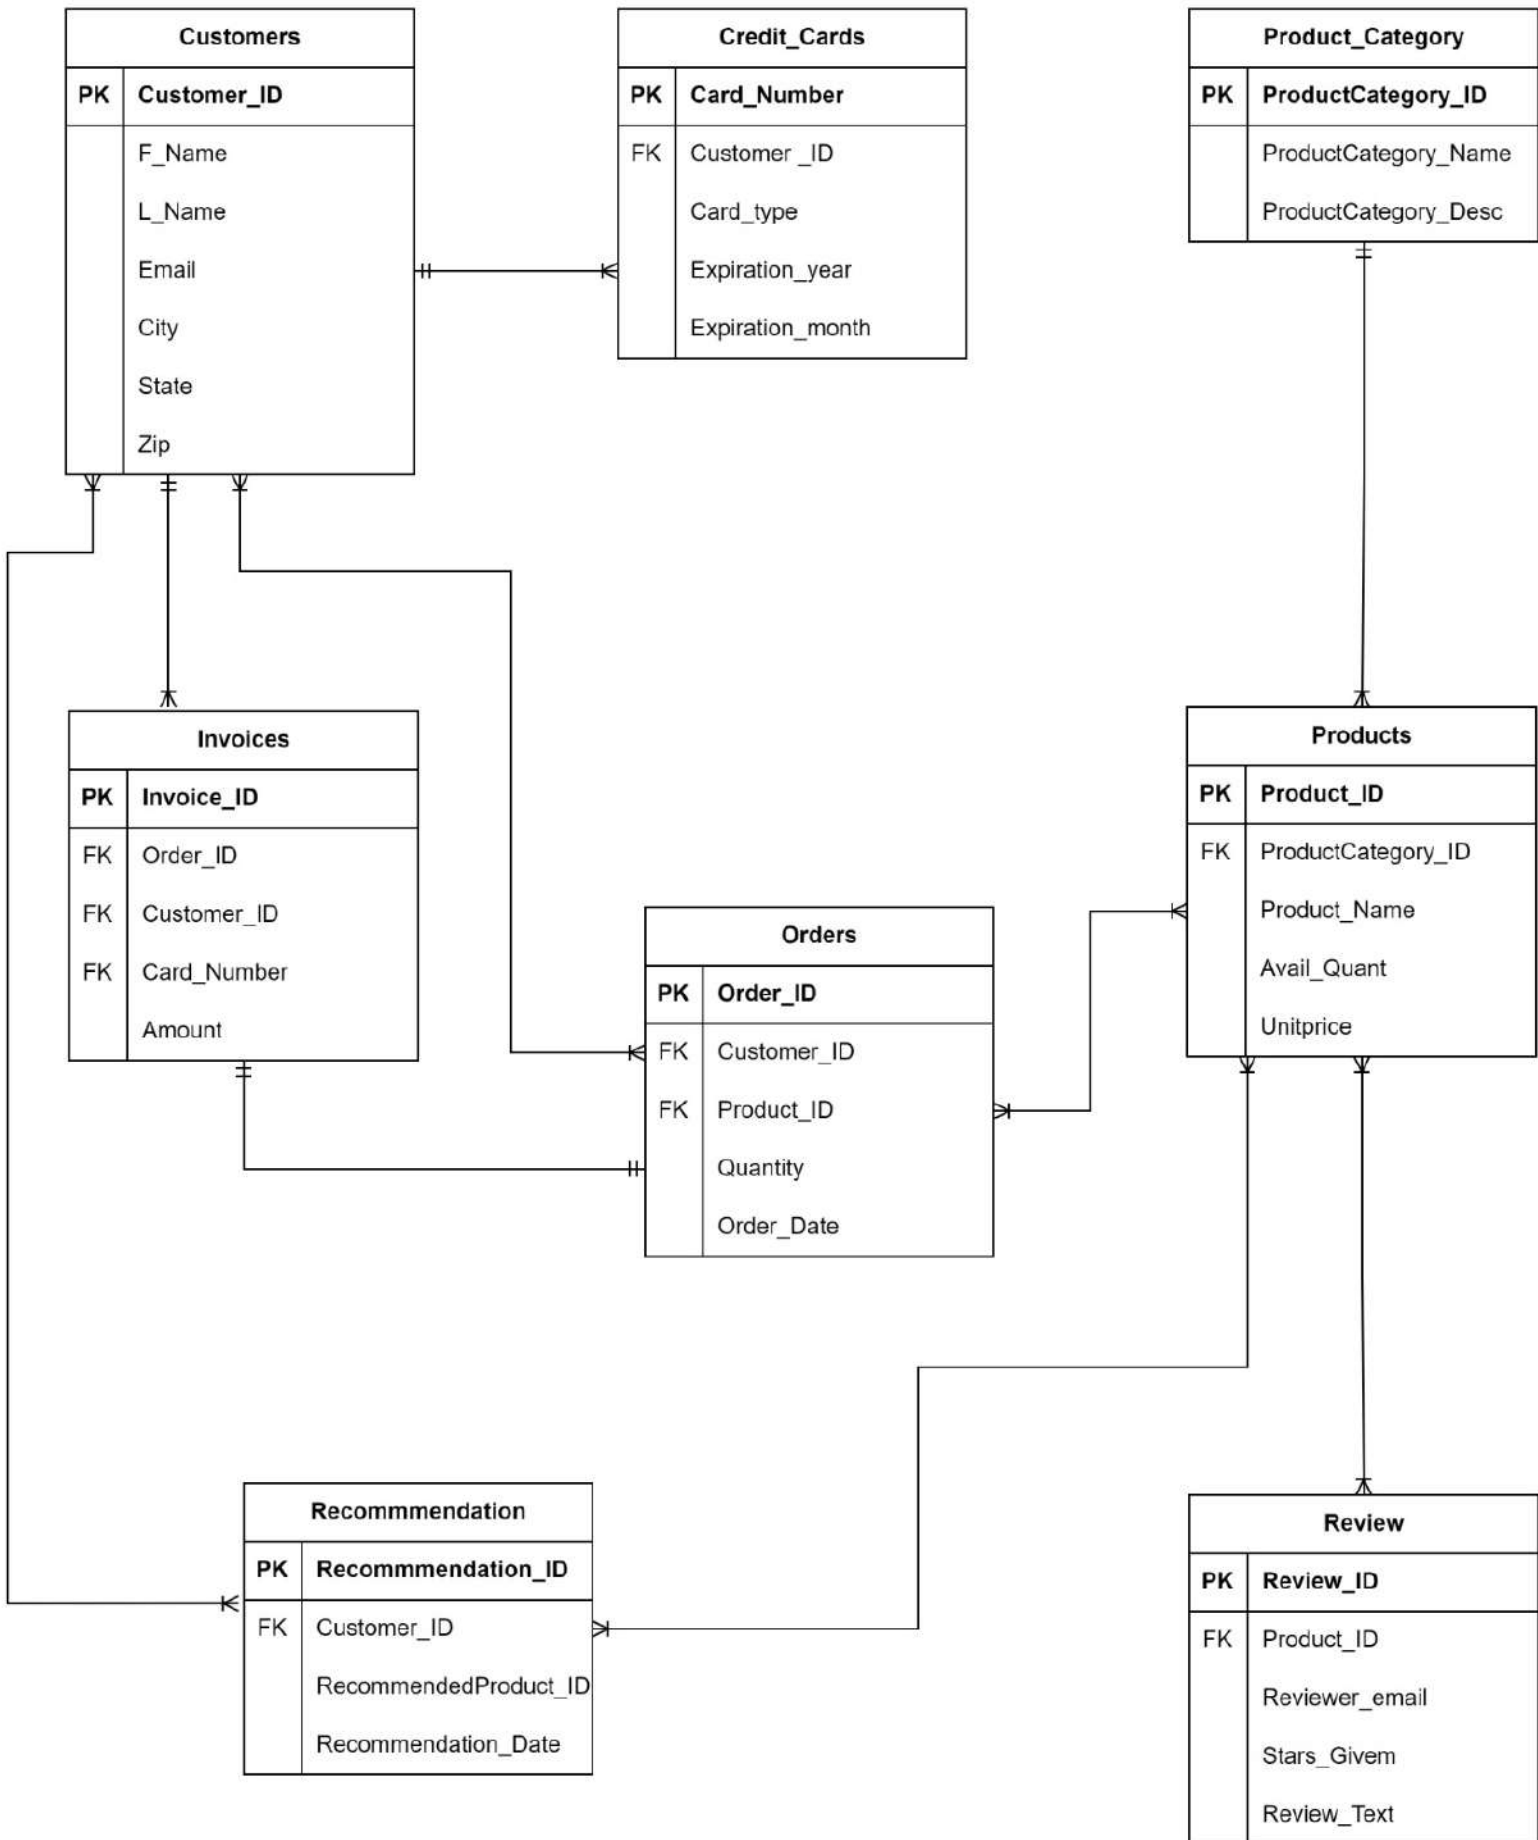 Customers
PK Customer_ID
F_Name
L_Name
Email
City
State
Zip
Credit_Cards
PK Card_Number
FK Customer _ID
Card_type
Expiration_year
Expiration_month
Product_Category
PK ProductCategory_ID
ProductCategory_Name
ProductCategory_Desc
Invoices
PK Invoice_ID
FK Order_ID
FK Customer_ID
FK Card_Number
Amount
Orders
PK Order_ID
FK Customer_ID
FK Product_ID
Quantity
Order_Date
Products
PK Product_ID
FK ProductCategory_ID
Product_Name
Avail_Quant
Unitprice
Recommmendation
PK Recommmendation_ID
FK Customer_ID
RecommendedProduct_ID
Recommendation_Date
Review
PK Review_ID
FK Product_ID
Reviewer_email
Stars_Givem
Review_Text